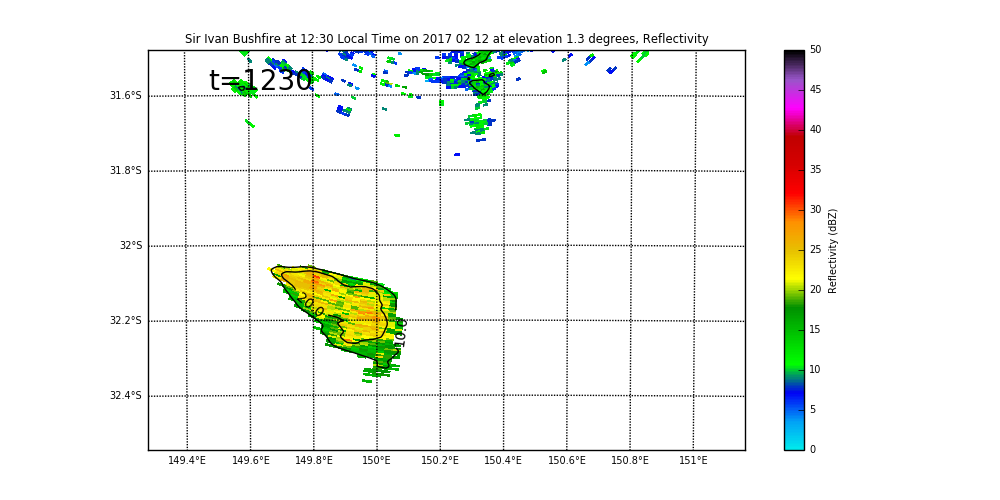 Sir Ivan Bushfire at 12:30 Local Time on 2017 02 12 at elevation 1.3 degrees, Reflectivity
t=1230
31.6°S
31.8°S
32°S
32.2°S
32.4°S
20.0
10.0
149.4°E 149.6°E 149.8°E 150°E 150.2°E 150.4°E 150.6°E 150.8°E 151°E
50
45
40
35
30
25
20
15
10
5
0
Reflectivity (dBZ)